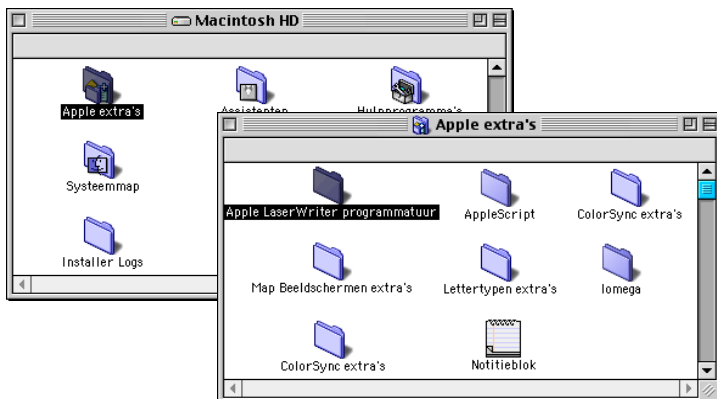 Macintosh HD
Apple extra's
Assistenten
Hulpprogramma's
Systeemmap
Installer Logs
Apple extra's
Apple LaserWriter programmatuur
AppleScript
ColorSync extra's
Map Beeldschermen extra's
Lettertypen extra's
Iomega
ColorSync extra's
Notitieblok